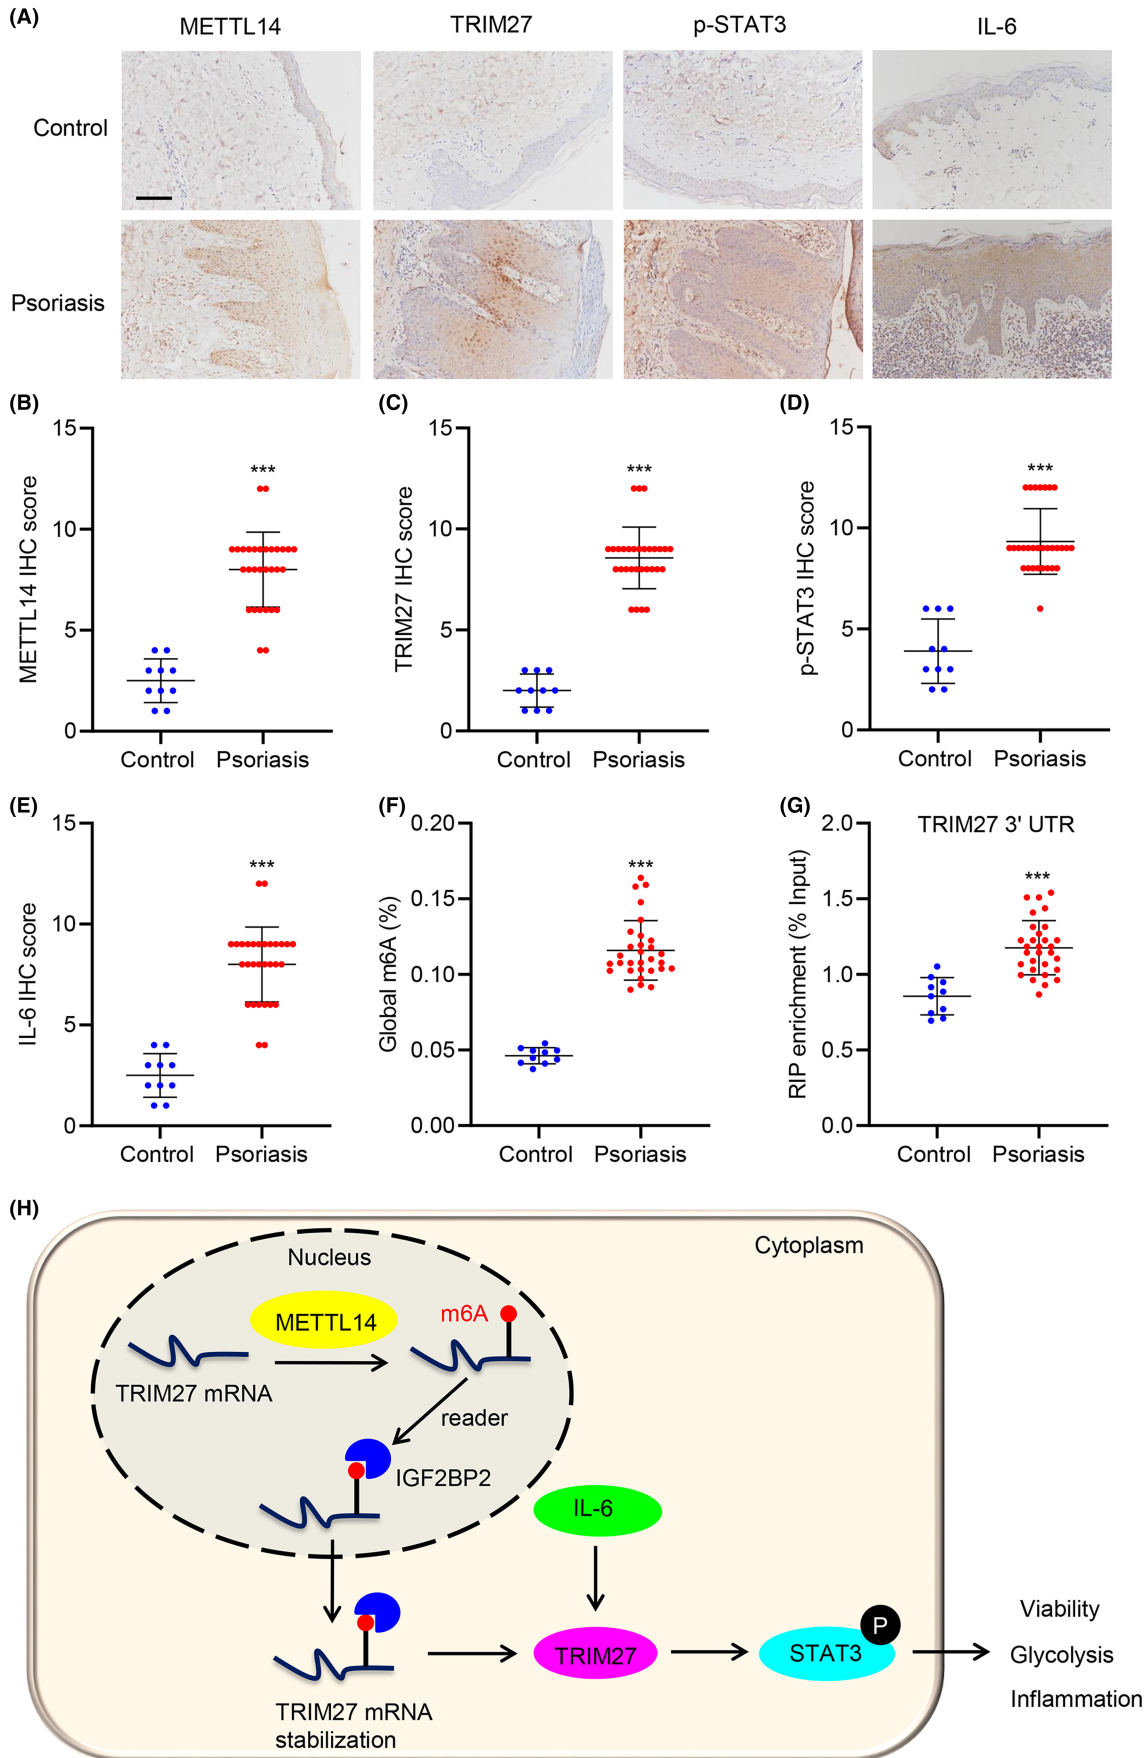 (A)
METTL14 TRIM27 p-STAT3 IL-6
Control
Psoriasis
(B) (C) (D)
METTL14 IHC score
15
10
5
0
***
Control Psoriasis
TRIM27 IHC score
15
10
5
0
***
Control Psoriasis
p-STAT3 IHC score
15
10
5
0
***
Control Psoriasis
(E) (F) (G)
IL-6 IHC score
15
10
5
0
***
Control Psoriasis
Global m6A (%)
0.20
0.15
0.10
0.05
0.00
***
Control Psoriasis
TRIM27 3' UTR
RIP enrichment (% Input)
2.0
1.5
1.0
0.5
0.0
***
Control Psoriasis
(H)
Cytoplasm
Nucleus
METTL14
m6A
TRIM27 mRNA
reader
IGF2BP2
IL-6
TRIM27
STAT3
P
TRIM27 mRNA
stabilization
Viability
Glycolysis
Inflammation